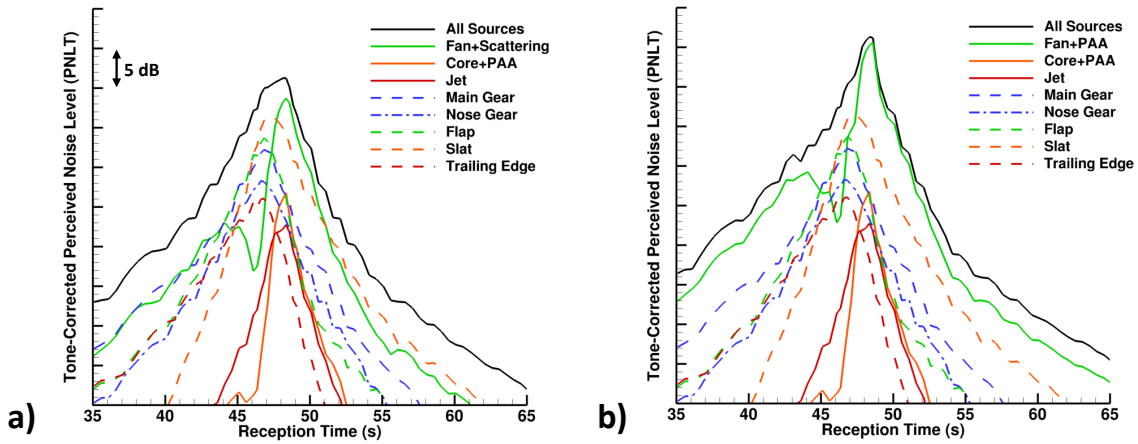 a)
Tone-Corrected Perceived Noise Level (PNLT)
5 dB
All Sources
Fan+Scattering
Core+PAA
Jet
Main Gear
Nose Gear
Flap
Slat
Trailing Edge
35 40 45 50 55 60 65
Reception Time (s)
b)
Tone-Corrected Perceived Noise Level (PNLT)
All Sources
Fan+PAA
Core+PAA
Jet
Main Gear
Nose Gear
Flap
Slat
Trailing Edge
35 40 45 50 55 60 65
Reception Time (s)